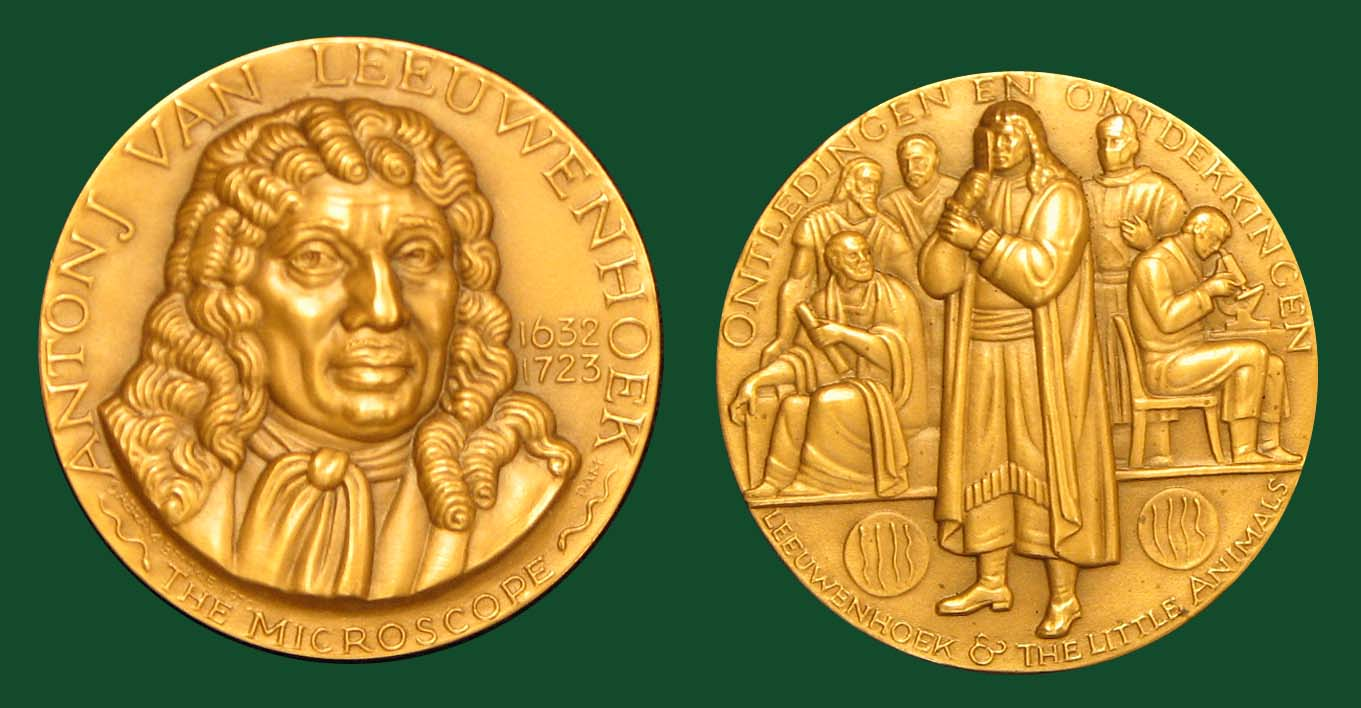 ANTONJ VAN LEEUWENHOEK
1632
1723
PAM
THE MICROSCOPE
ONTLEDINGEN EN ONTDEKKINGEN
LEEUWENHOEK & THE LITTLE ANIMALS